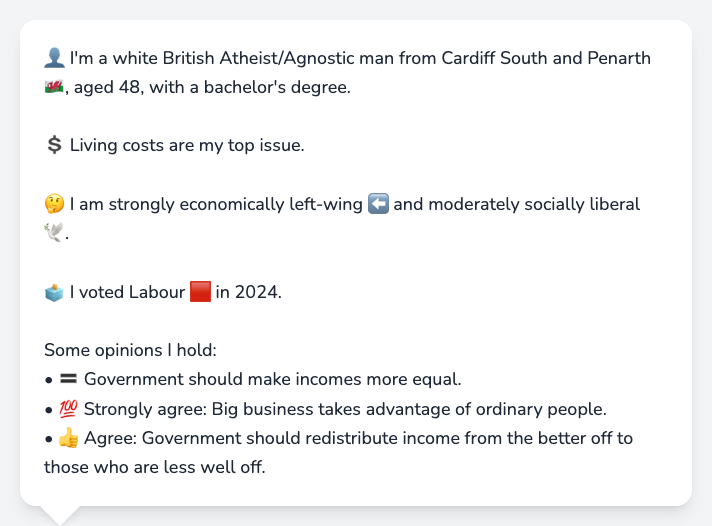 👤 I'm a white British Atheist/Agnostic man from Cardiff South and Penarth
🏴󠁧󠁢󠁷󠁬󠁳󠁿, aged 48, with a bachelor's degree.
💲 Living costs are my top issue.
🤔 I am strongly economically left-wing ⬅️ and moderately socially liberal
🕊️.
🗳️ I voted Labour 🟥 in 2024.
Some opinions I hold:
• 🟰 Government should make incomes more equal.
• 💯 Strongly agree: Big business takes advantage of ordinary people.
• 👍 Agree: Government should redistribute income from the better off to
those who are less well off.